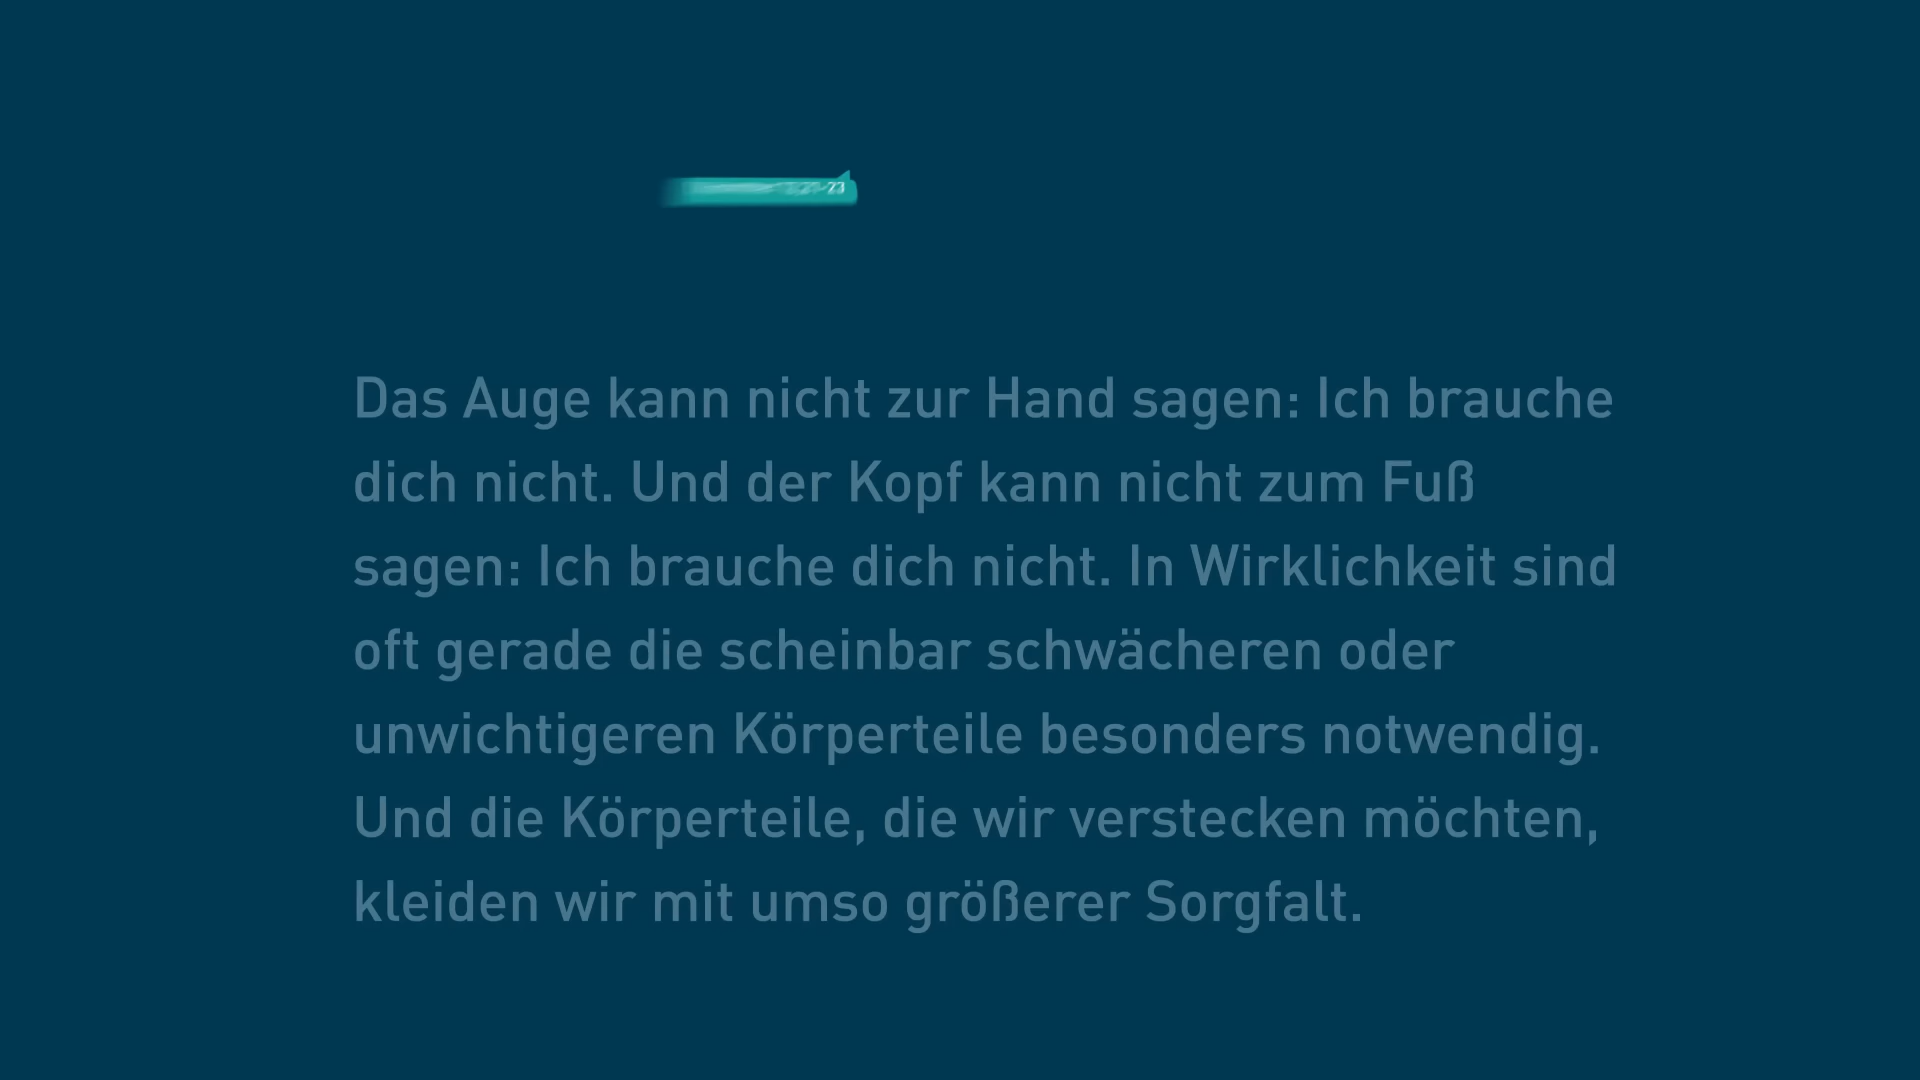 23
Das Auge kann nicht zur Hand sagen: Ich brauche
dich nicht. Und der Kopf kann nicht zum Fuß
sagen: Ich brauche dich nicht. In Wirklichkeit sind
oft gerade die scheinbar schwächeren oder
unwichtigeren Körperteile besonders notwendig.
Und die Körperteile, die wir verstecken möchten,
kleiden wir mit umso größerer Sorgfalt.